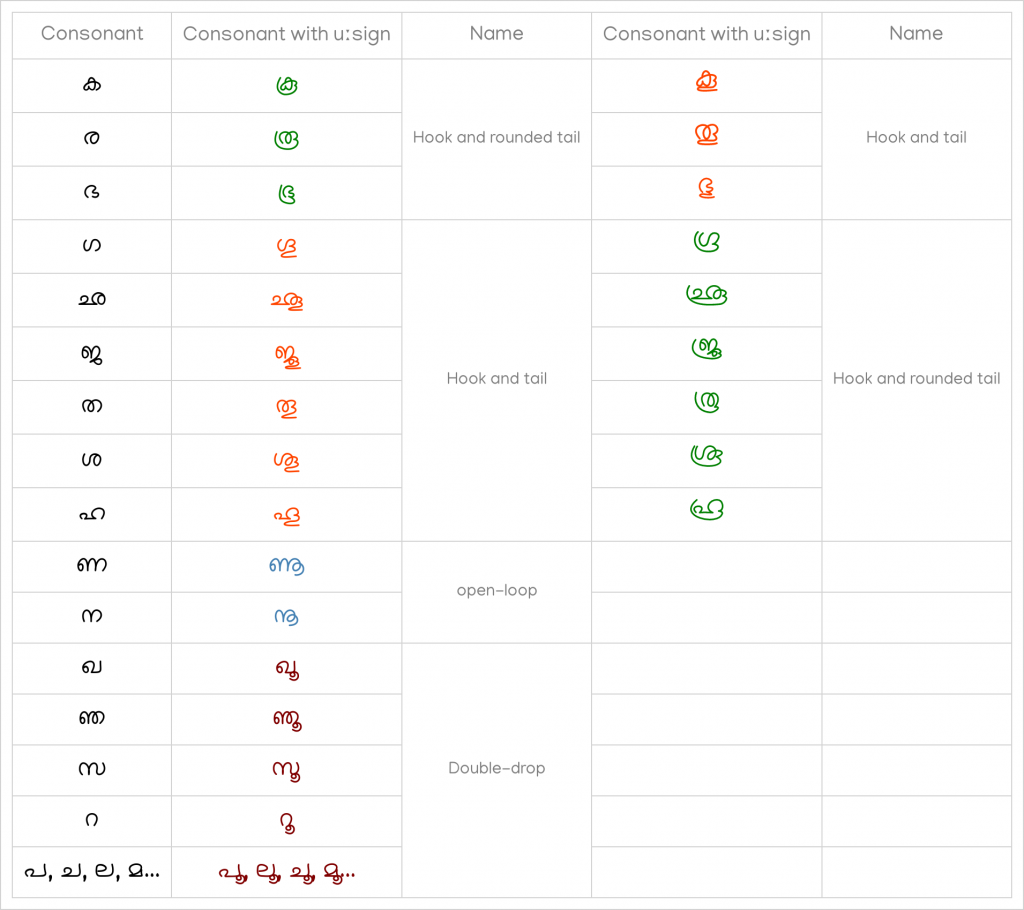 Consonant Consonant with u:sign Name Consonant with u:sign Name
ക കൂ കൂ
ര രൂ Hook and rounded tail രൂ Hook and tail
ഭ ഭൂ ഭൂ
ഗ ഗൂ ഗൂ
ഛ ഛൂ ഛൂ
ജ ജൂ ജൂ
Hook and tail Hook and rounded tail
ത തൂ തൂ
ശ ശൂ ശൂ
ഹ ഹൂ ഹൂ
ണ ണൂ
open-loop
ന നൂ
ഖ ഖൂ
ഞ ഞൂ
സ സൂ Double-drop
റ റൂ
പ, ച, ല, മ... പൂ, ലൂ, ചൂ, മൂ...